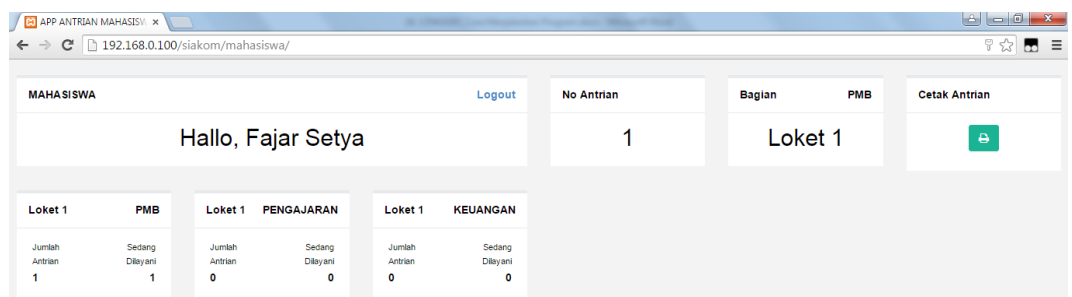 APP ANTRIAN MAHASISW
192.168.0.100/siakom/mahasiswa/
MAHASISWA Logout
Hallo, Fajar Setya
No Antrian
1
Bagian PMB
Loket 1
Cetak Antrian
Loket 1 PMB
Jumlah Antrian Sedang Dilayani
1 1
Loket 1 PENGAJARAN
Jumlah Antrian Sedang Dilayani
0 0
Loket 1 KEUANGAN
Jumlah Antrian Sedang Dilayani
0 0